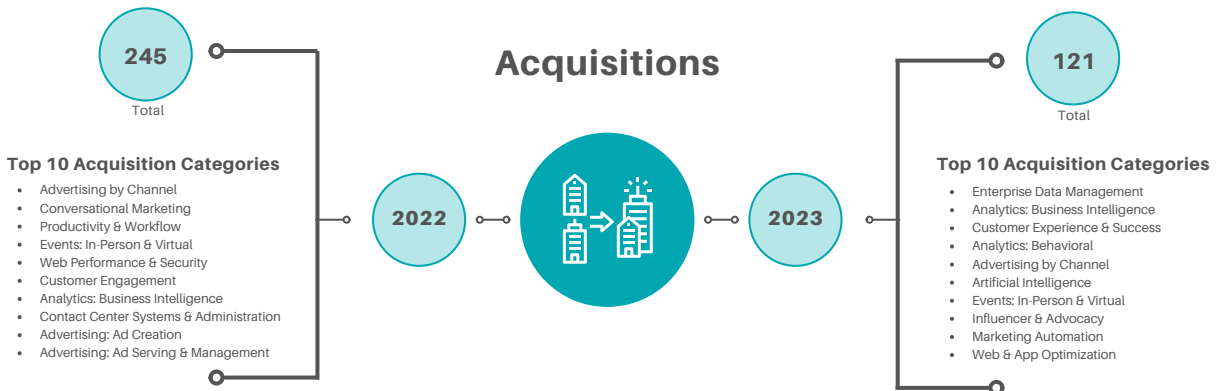 Acquisitions
245
Total
Top 10 Acquisition Categories
• Advertising by Channel
• Conversational Marketing
• Productivity & Workflow
• Events: In-Person & Virtual
• Web Performance & Security
• Customer Engagement
• Analytics: Business Intelligence
• Contact Center Systems & Administration
• Advertising: Ad Creation
• Advertising: Ad Serving & Management
2022
2023
121
Total
Top 10 Acquisition Categories
• Enterprise Data Management
• Analytics: Business Intelligence
• Customer Experience & Success
• Analytics: Behavioral
• Advertising by Channel
• Artificial Intelligence
• Events: In-Person & Virtual
• Influencer & Advocacy
• Marketing Automation
• Web & App Optimization